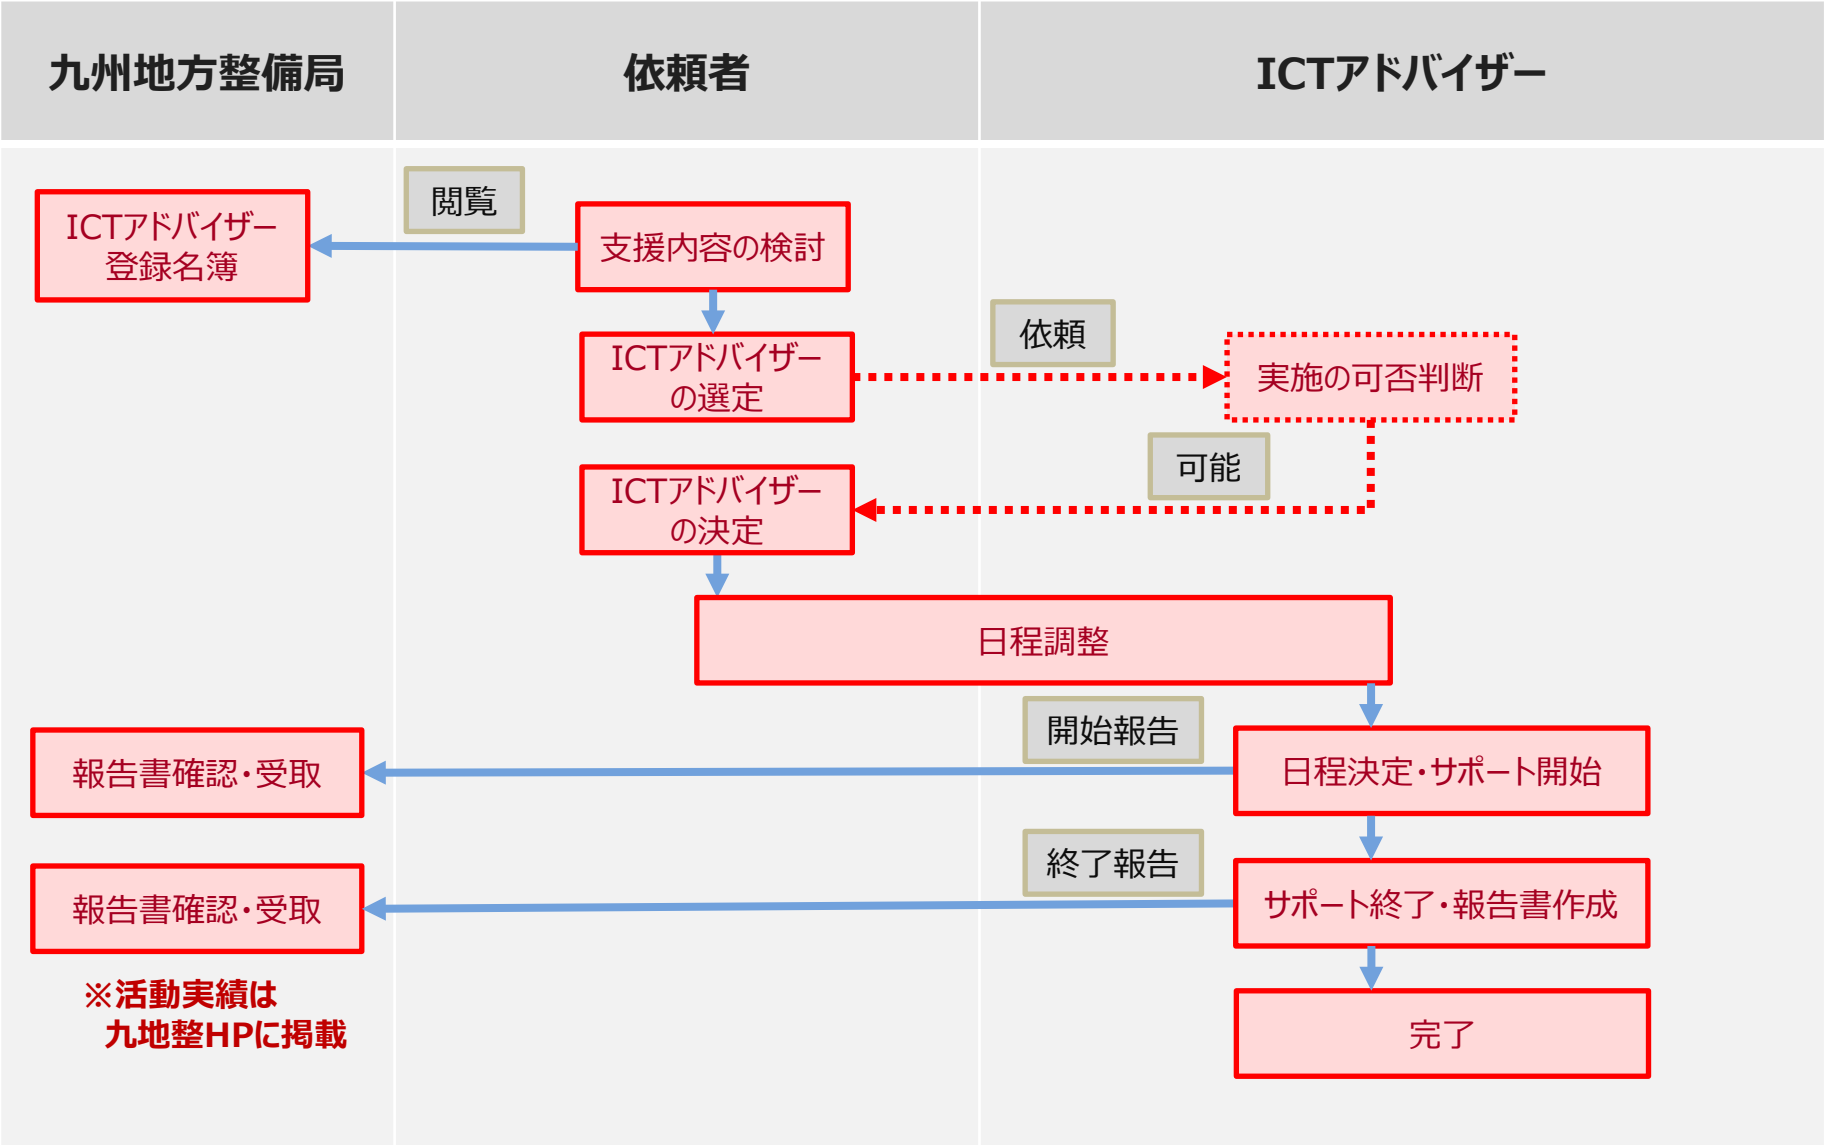 九州地方整備局
依頼者
ICTアドバイザー
閲覧
ICTアドバイザー
登録名簿
支援内容の検討
依頼
ICTアドバイザー
の選定
実施の可否判断
可能
ICTアドバイザー
の決定
日程調整
開始報告
報告書確認・受取
日程決定・サポート開始
終了報告
報告書確認・受取
サポート終了・報告書作成
※活動実績は
九地整HPに掲載
完了